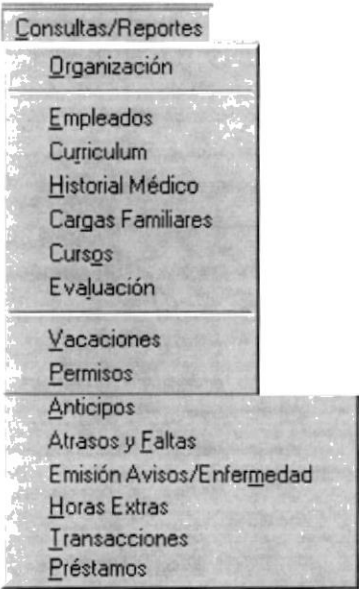 Consultas/Reportes
Organización
Empleados
Curriculum
Historial Médico
Cargas Familiares
Cursos
Evaluación
Vacaciones
Permisos
Anticipos
Atrasos y Faltas
Emisión Avisos/Enfermedad
Horas Extras
Transacciones
Préstamos